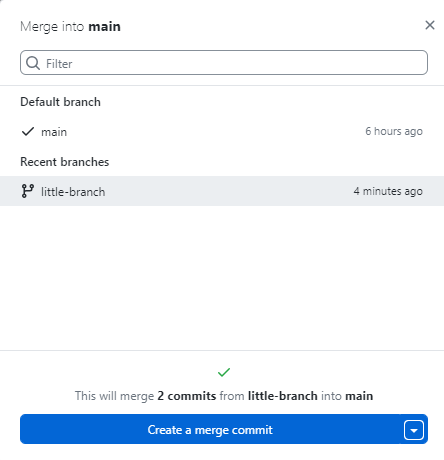 Merge into main
Filter
Default branch
main 6 hours ago
Recent branches
little-branch 4 minutes ago
This will merge 2 commits from little-branch into main
Create a merge commit